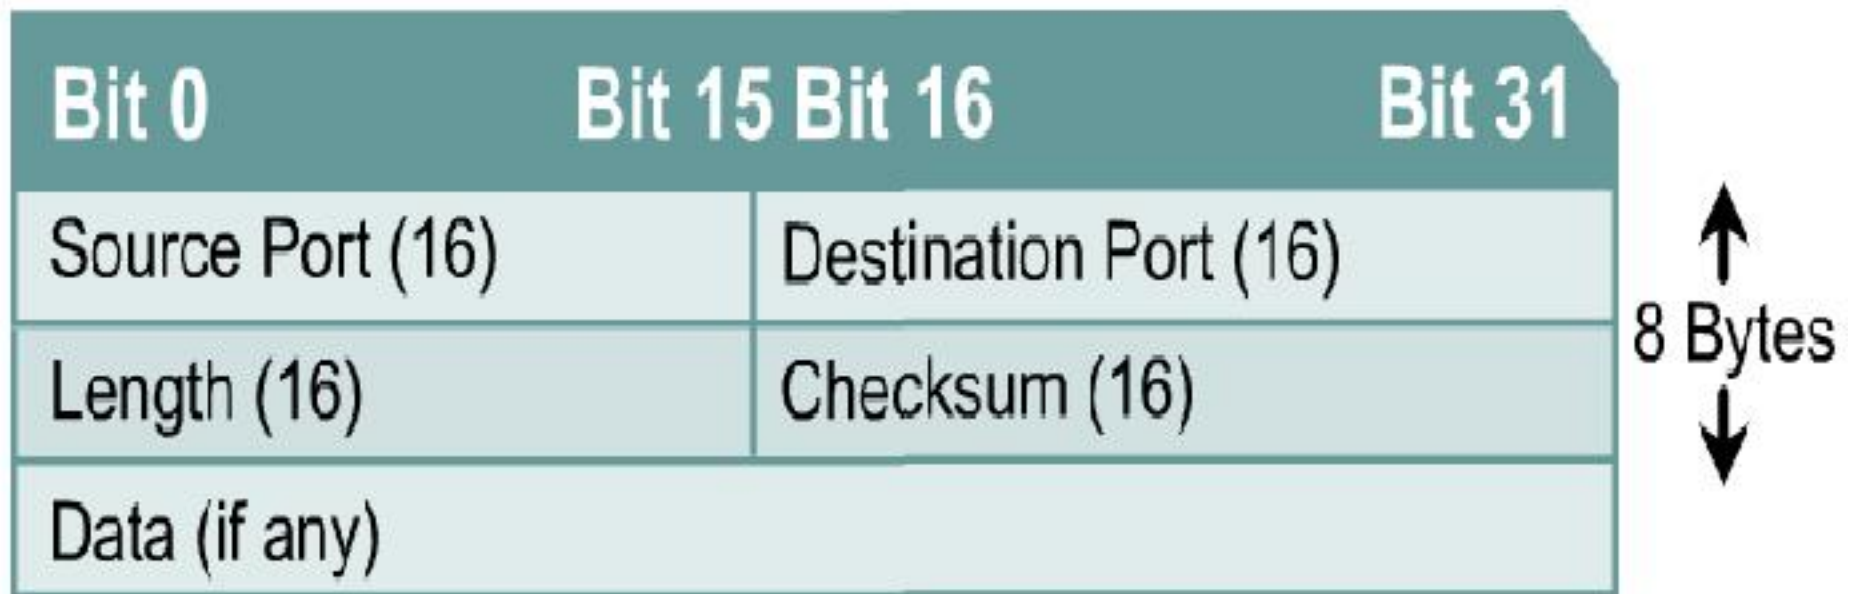 Bit 0 Bit 15 Bit 16 Bit 31
Source Port (16) Destination Port (16)
8 Bytes
Length (16) Checksum (16)
Data (if any)